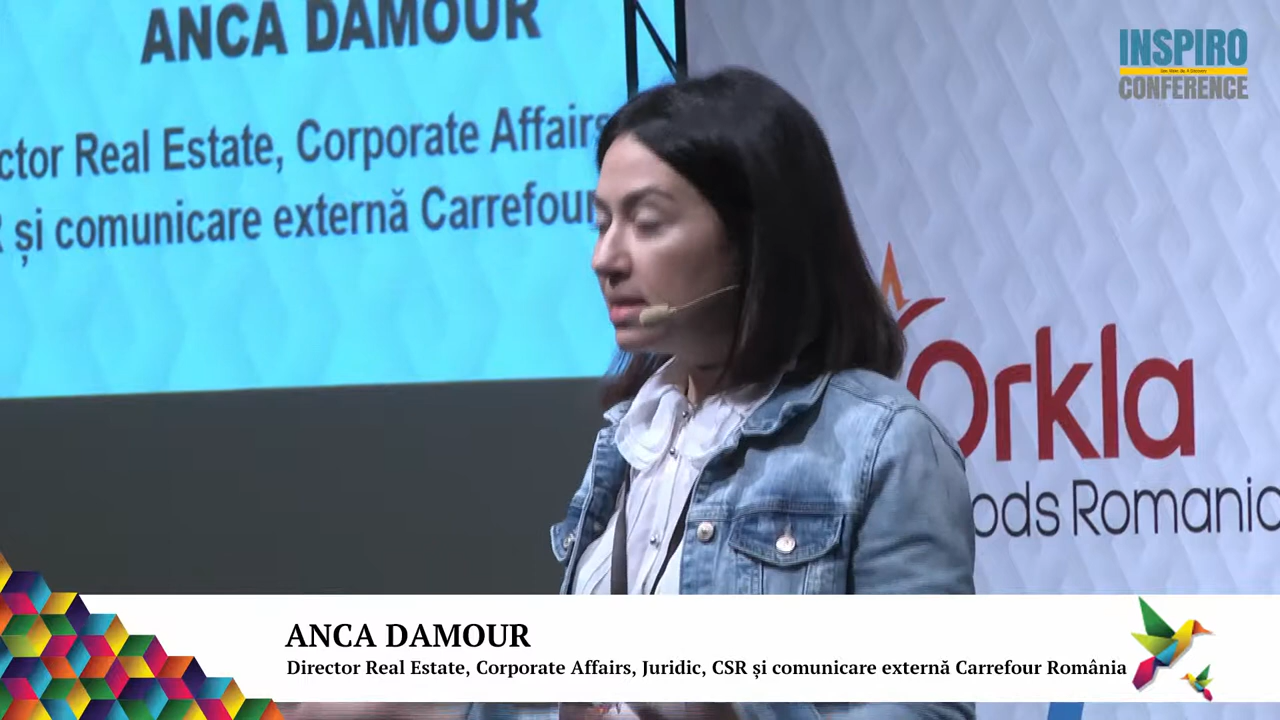 ANCA DAMOUR
ctor Real Estate, Corporate Affairs
R și comunicare externă Carrefour
INSPIRO
CONFERENCE
Orkla
ods Romania
ANCA DAMOUR
Director Real Estate, Corporate Affairs, Juridic, CSR și comunicare externă Carrefour România